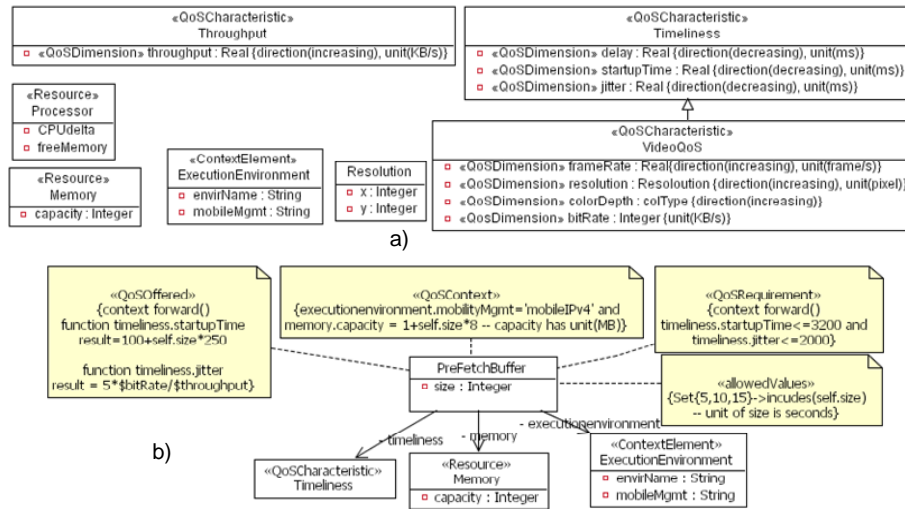 «QoSCharacteristic»
Throughput
«QoSDimension» throughput : Real {direction(increasing), unit(KB/s)}
«QoSCharacteristic»
Timeliness
«QoSDimension» delay : Real {direction(decreasing), unit(ms)}
«QoSDimension» startupTime : Real {direction(decreasing), unit(ms)}
«QoSDimension» jitter : Real {direction(decreasing), unit(ms)}
«Resource»
Processor
CPUdelta
freeMemory
«Resource»
Memory
capacity : Integer
«ContextElement»
ExecutionEnvironment
envirName : String
mobileMgmt : String
Resolution
x : Integer
y : Integer
«QoSCharacteristic»
VideoQoS
«QoSDimension» frameRate : Real{direction(increasing), unit(frame/s)}
«QoSDimension» resolution : Resoloution {direction(increasing), unit(pixel)}
«QoSDimension» colorDepth : colType {direction(increasing)}
«QosDimension» bitRate : Integer {unit(KB/s)}
a)
«QoSOffered»
{context forward()
function timeliness.startupTime
result=100+self.size*250
function timeliness.jitter
result = 5*$bitRate/$throughput}
«QoSContext»
{executionenvironment.mobilityMgmt='mobileIPv4' and
memory.capacity = 1+self.size*8 -- capacity has unit(MB)}
«QoSRequirement»
{context forward()
timeliness.startupTime<=3200 and
timeliness.jitter<=2000}
PreFetchBuffer
size : Integer
«allowedValues»
{Set{5,10,15}->incudes(self.size)
-- unit of size is seconds}
- timeliness
- memory
- executionenvironment
b)
«QoSCharacteristic»
Timeliness
«Resource»
Memory
capacity : Integer
«ContextElement»
ExecutionEnvironment
envirName : String
mobileMgmt : String